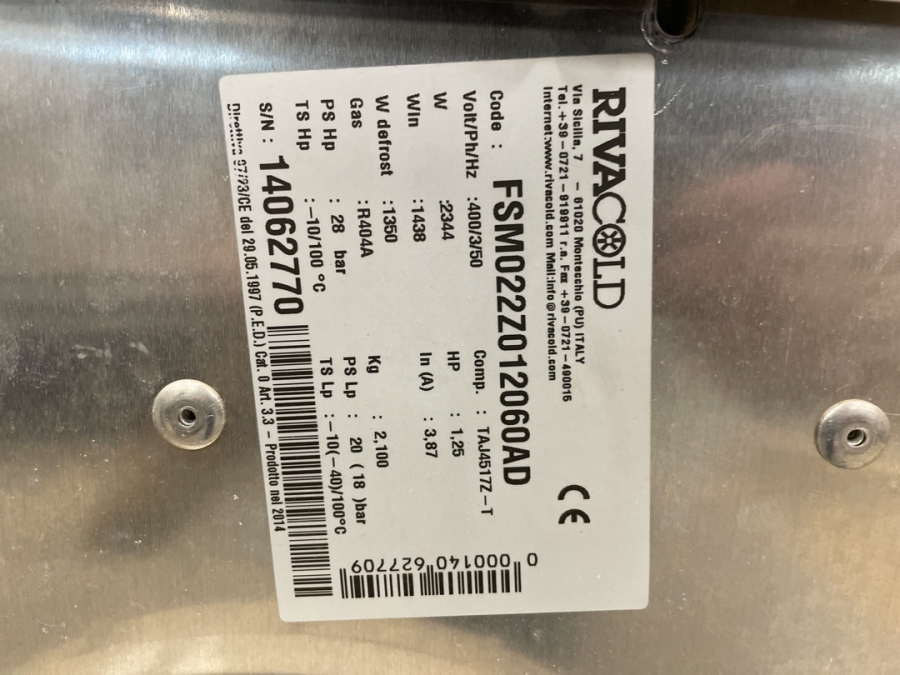 RIVACOLD
Via Sicilia, 7 - 61020 Montecchio (PU) ITALY
Tel.+39-0721-919911 r.a. Fax +39-0721-490015
Internet:www.rivacold.com Mail:info@rivacold.com
CE
Code : FSM022Z012060AD
Volt/Ph/Hz :400/3/50 Comp. : TAJ4517Z-T
W :2344 HP : 1,25
Win :1438 In (A) : 3,87
W defrost :1350
Gas :R404A Kg : 2,100
PS Hp : 28 bar PS Lp : 20 (18 )bar
TS Hp :-10/100 °C TS Lp :-10(-40)/100°C
S/N : 14062770
Direttiva 97/23/CE del 29.05.1997 (P.E.D.) Cat. 0 Art. 3.3 - Prodotto nel 2014
0 000140 627709